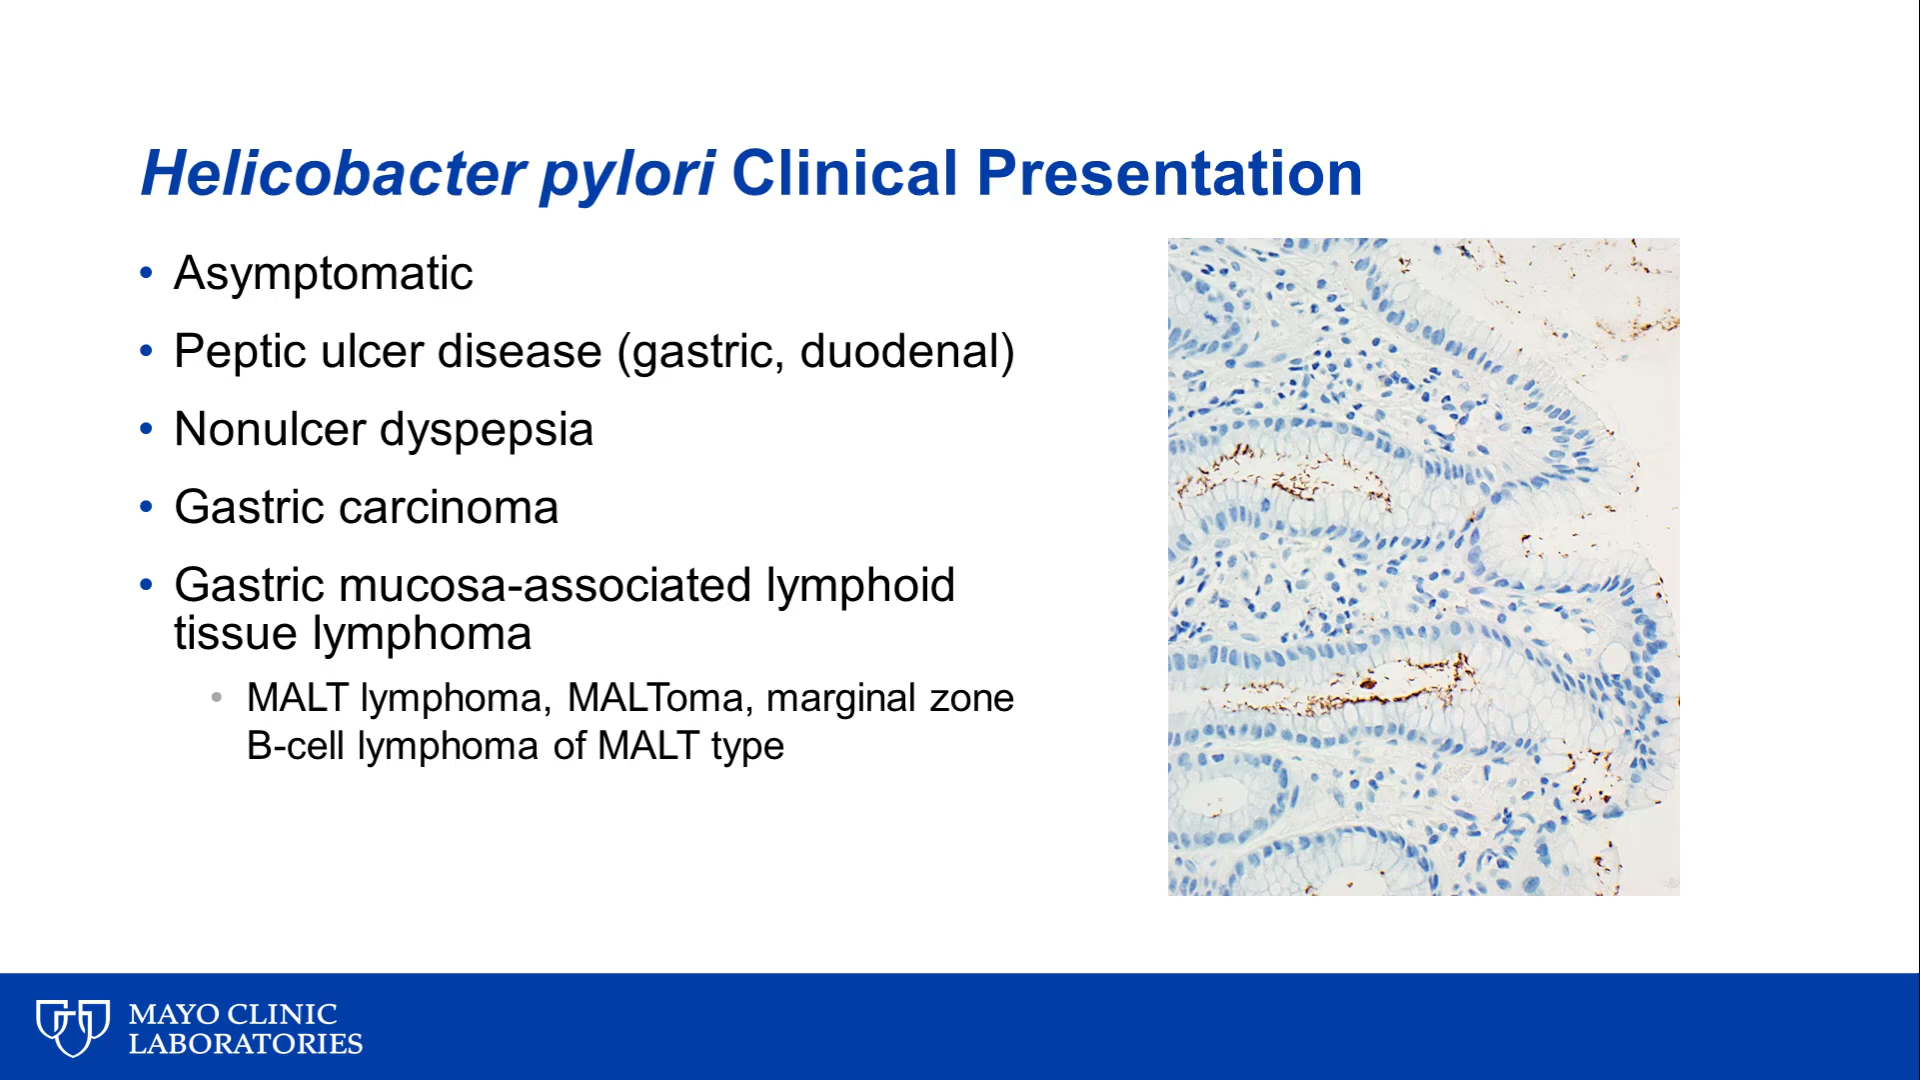 Helicobacter pylori Clinical Presentation
• Asymptomatic
• Peptic ulcer disease (gastric, duodenal)
• Nonulcer dyspepsia
• Gastric carcinoma
• Gastric mucosa-associated lymphoid
tissue lymphoma
• MALT lymphoma, MALToma, marginal zone
B-cell lymphoma of MALT type
MAYO CLINIC
LABORATORIES